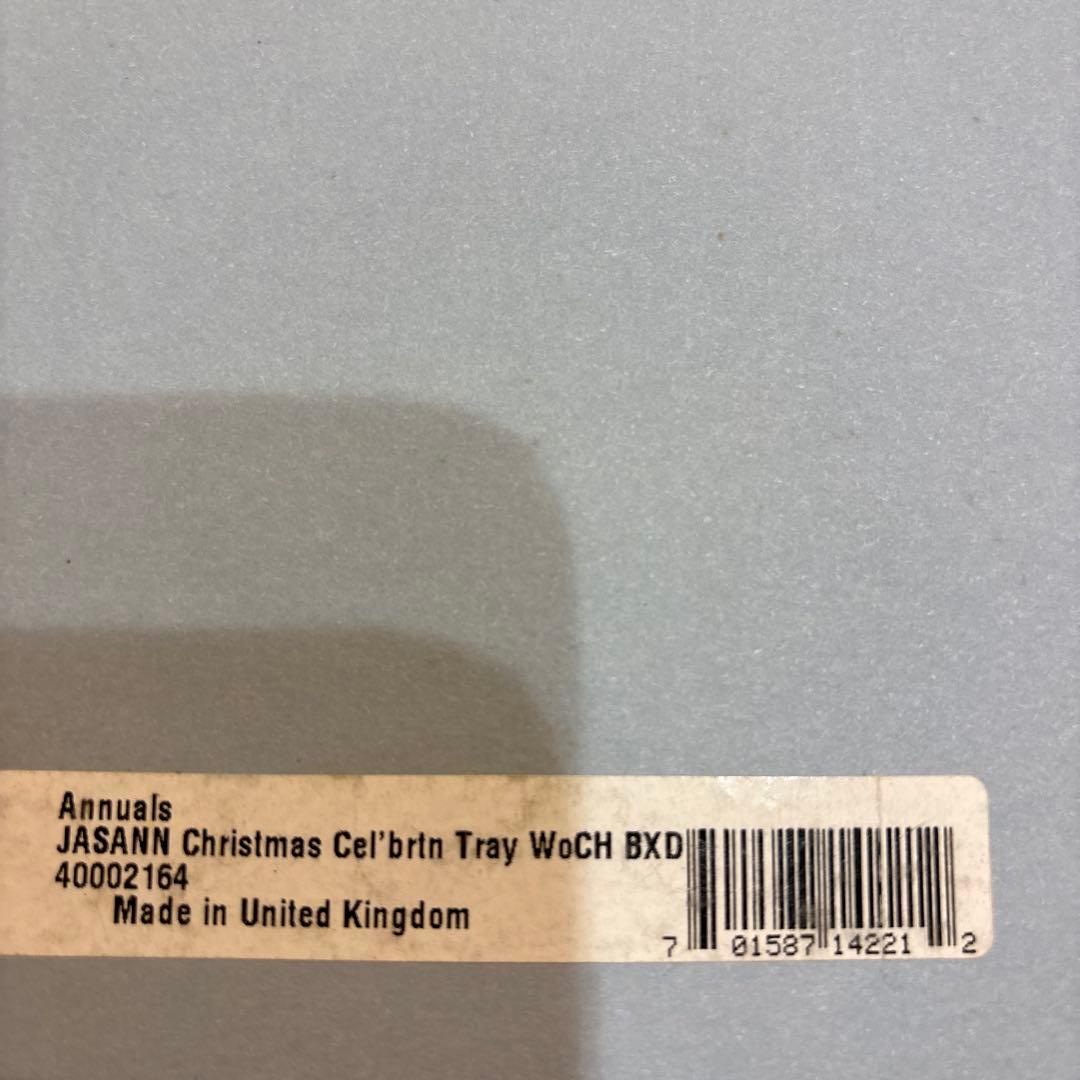 Annuals
JASANN Christmas Cel'brtn Tray WoCH BXD
40002164
Made in United Kingdom
7 01587 14221 2